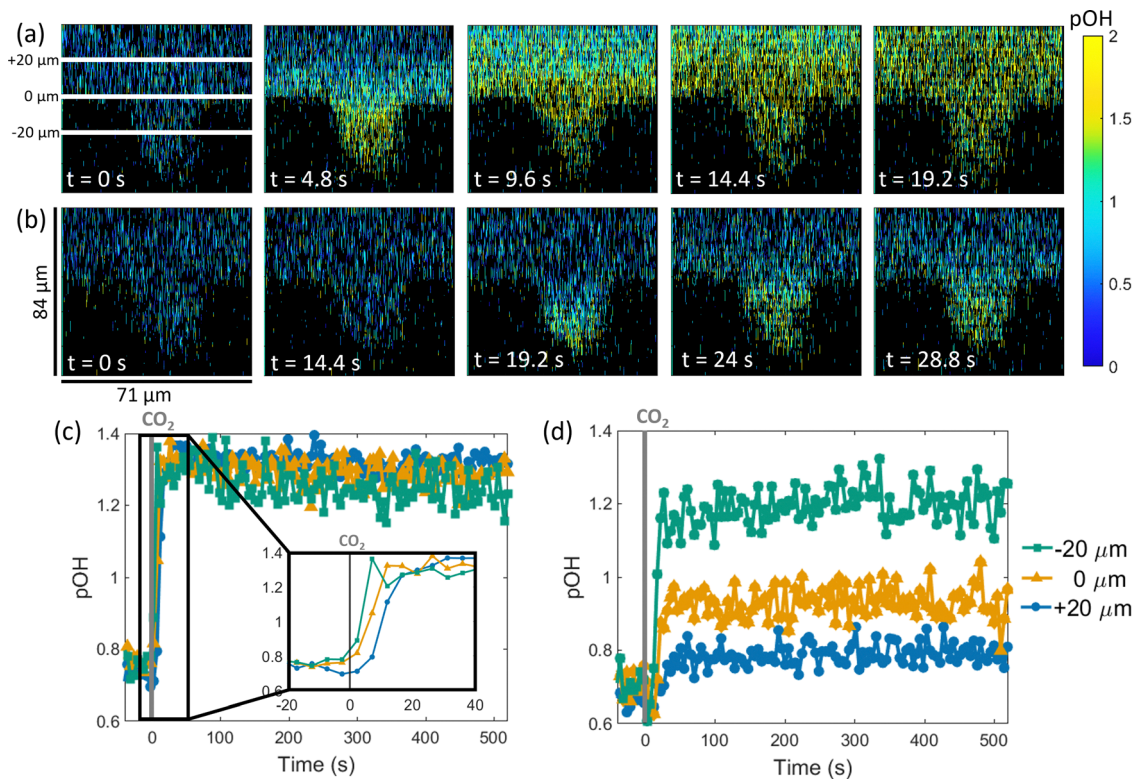 (a)
pOH
+20 µm
0 µm
-20 µm
t = 0 s
t = 4.8 s
t = 9.6 s
t = 14.4 s
t = 19.2 s
2
1.5
1
0.5
0
(b)
84 µm
t = 0 s
t = 14.4 s
t = 19.2 s
t = 24 s
t = 28.8 s
71 µm
(c)
CO2
pOH
1.4
1.2
1
0.8
0.6
0
100
200
300
400
500
Time (s)
CO2
1.4
1.2
1.0
0.8
0.6
-20
0
20
40
(d)
CO2
pOH
1.4
1.2
1
0.8
0.6
0
100
200
300
400
500
Time (s)
-20 µm
0 µm
+20 µm